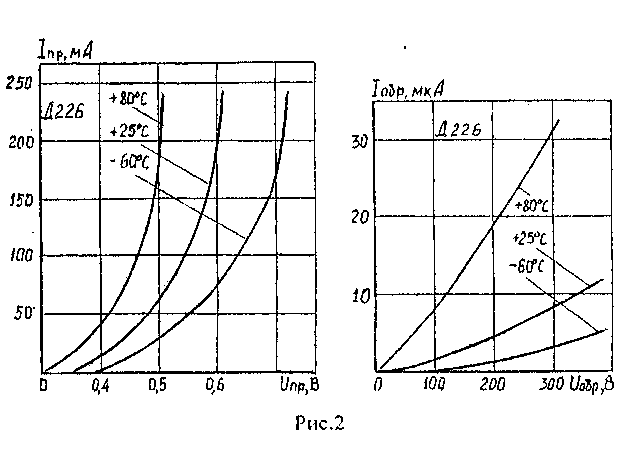 Iпр, мА
250
200
150
100
50
Д226
+80°С
+25°С
-60°С
0
0,4
0,5
0,6
Uпр, В
Iобр, мкА
30
20
10
Д226
+80°С
+25°С
-60°С
0
100
200
300
Uобр, В
Рис.2